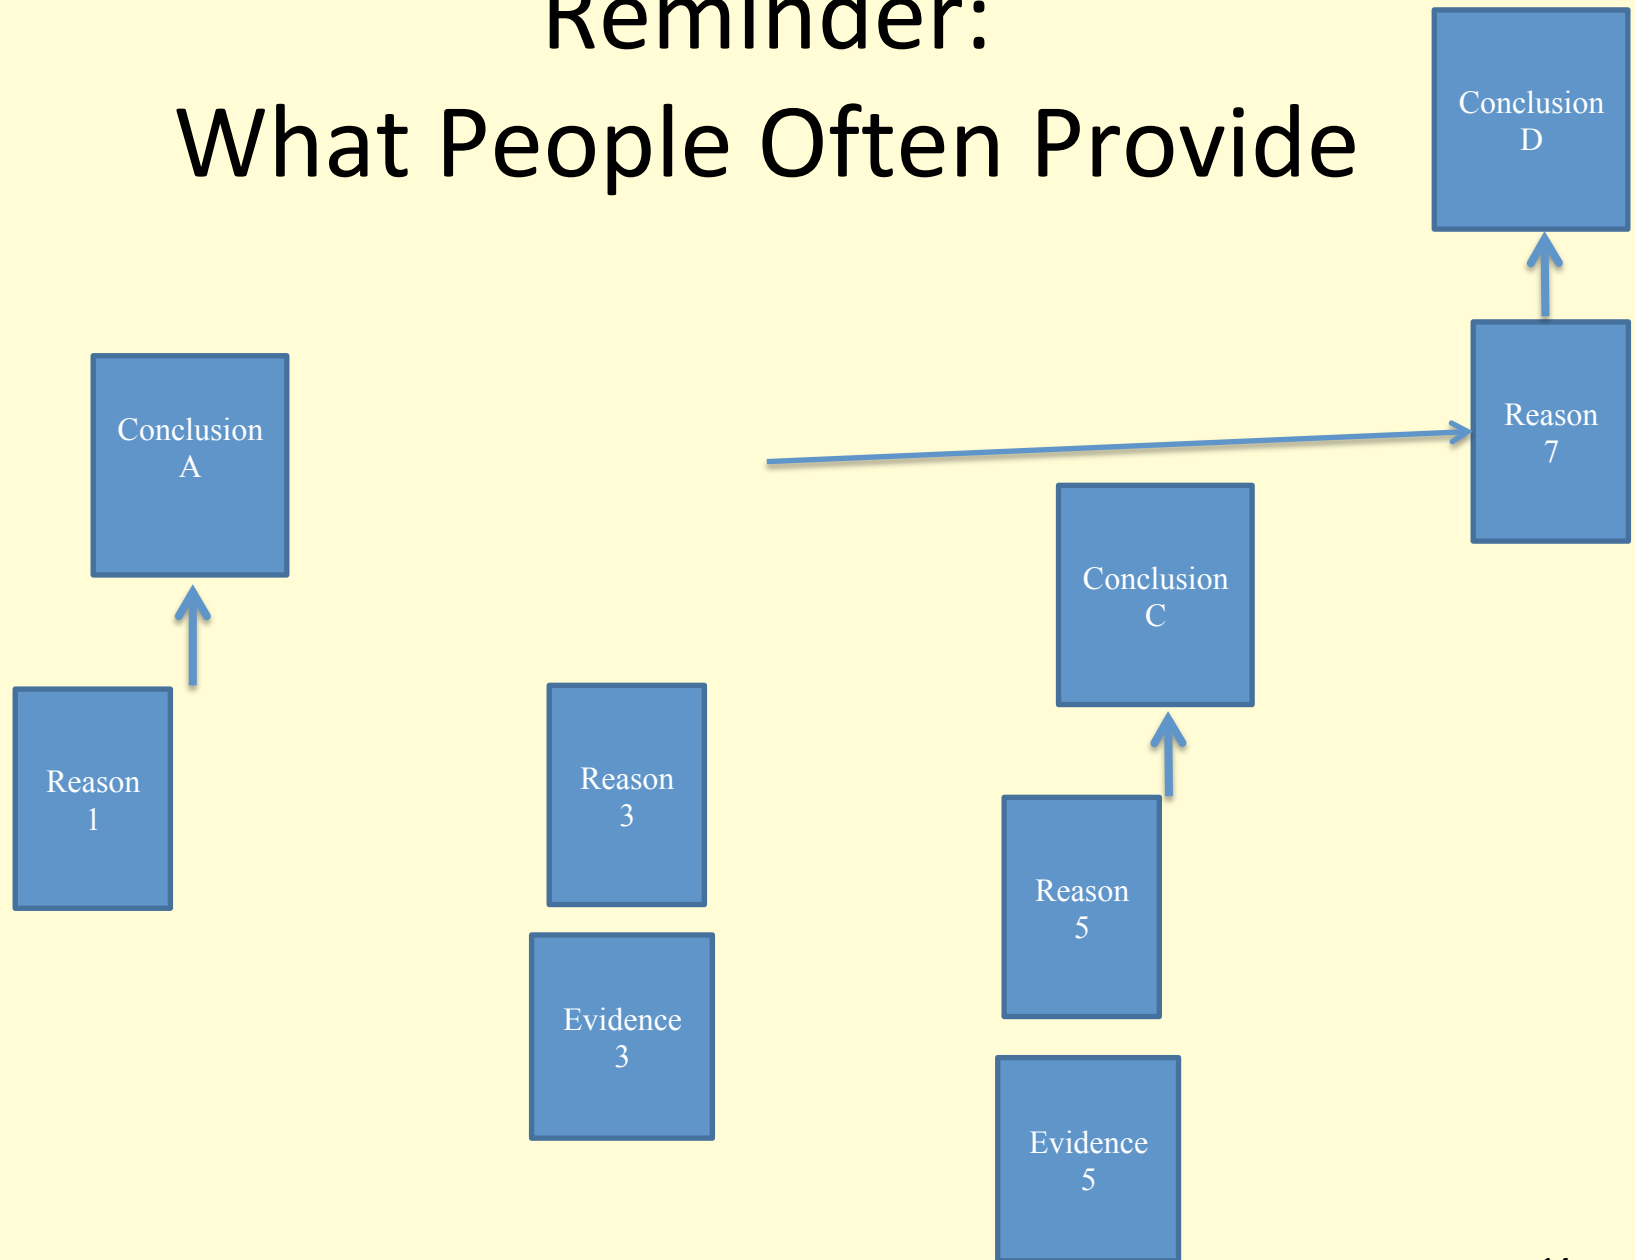 Reminder:
What People Often Provide
Conclusion
D
Reason
7
Conclusion
A
Conclusion
C
Reason
1
Reason
3
Reason
5
Evidence
3
Evidence
5